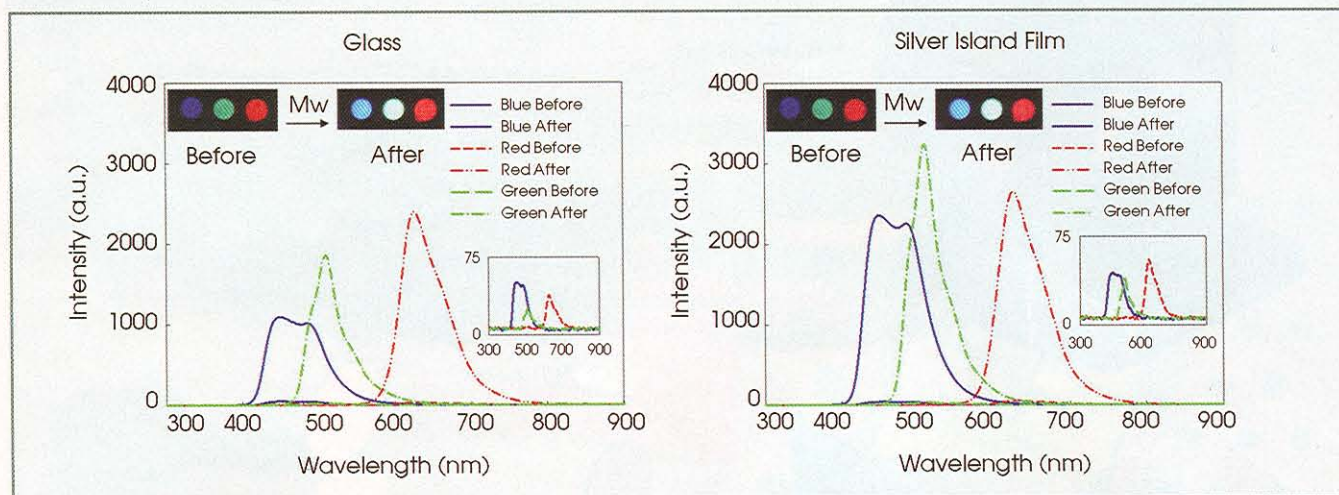 Glass
4000
3000
2000
1000
0
Intensity (a.u.)
Mw
Before
After
Blue Before
Blue After
Red Before
Red After
Green Before
Green After
75
0
300 500 700 900
300 400 500 600 700 800 900
Wavelength (nm)
Silver Island Film
4000
3000
2000
1000
0
Intensity (a.u.)
Mw
Before
After
Blue Before
Blue After
Red Before
Red After
Green Before
Green After
75
0
300 500 700 900
300 400 500 600 700 800 900
Wavelength (nm)